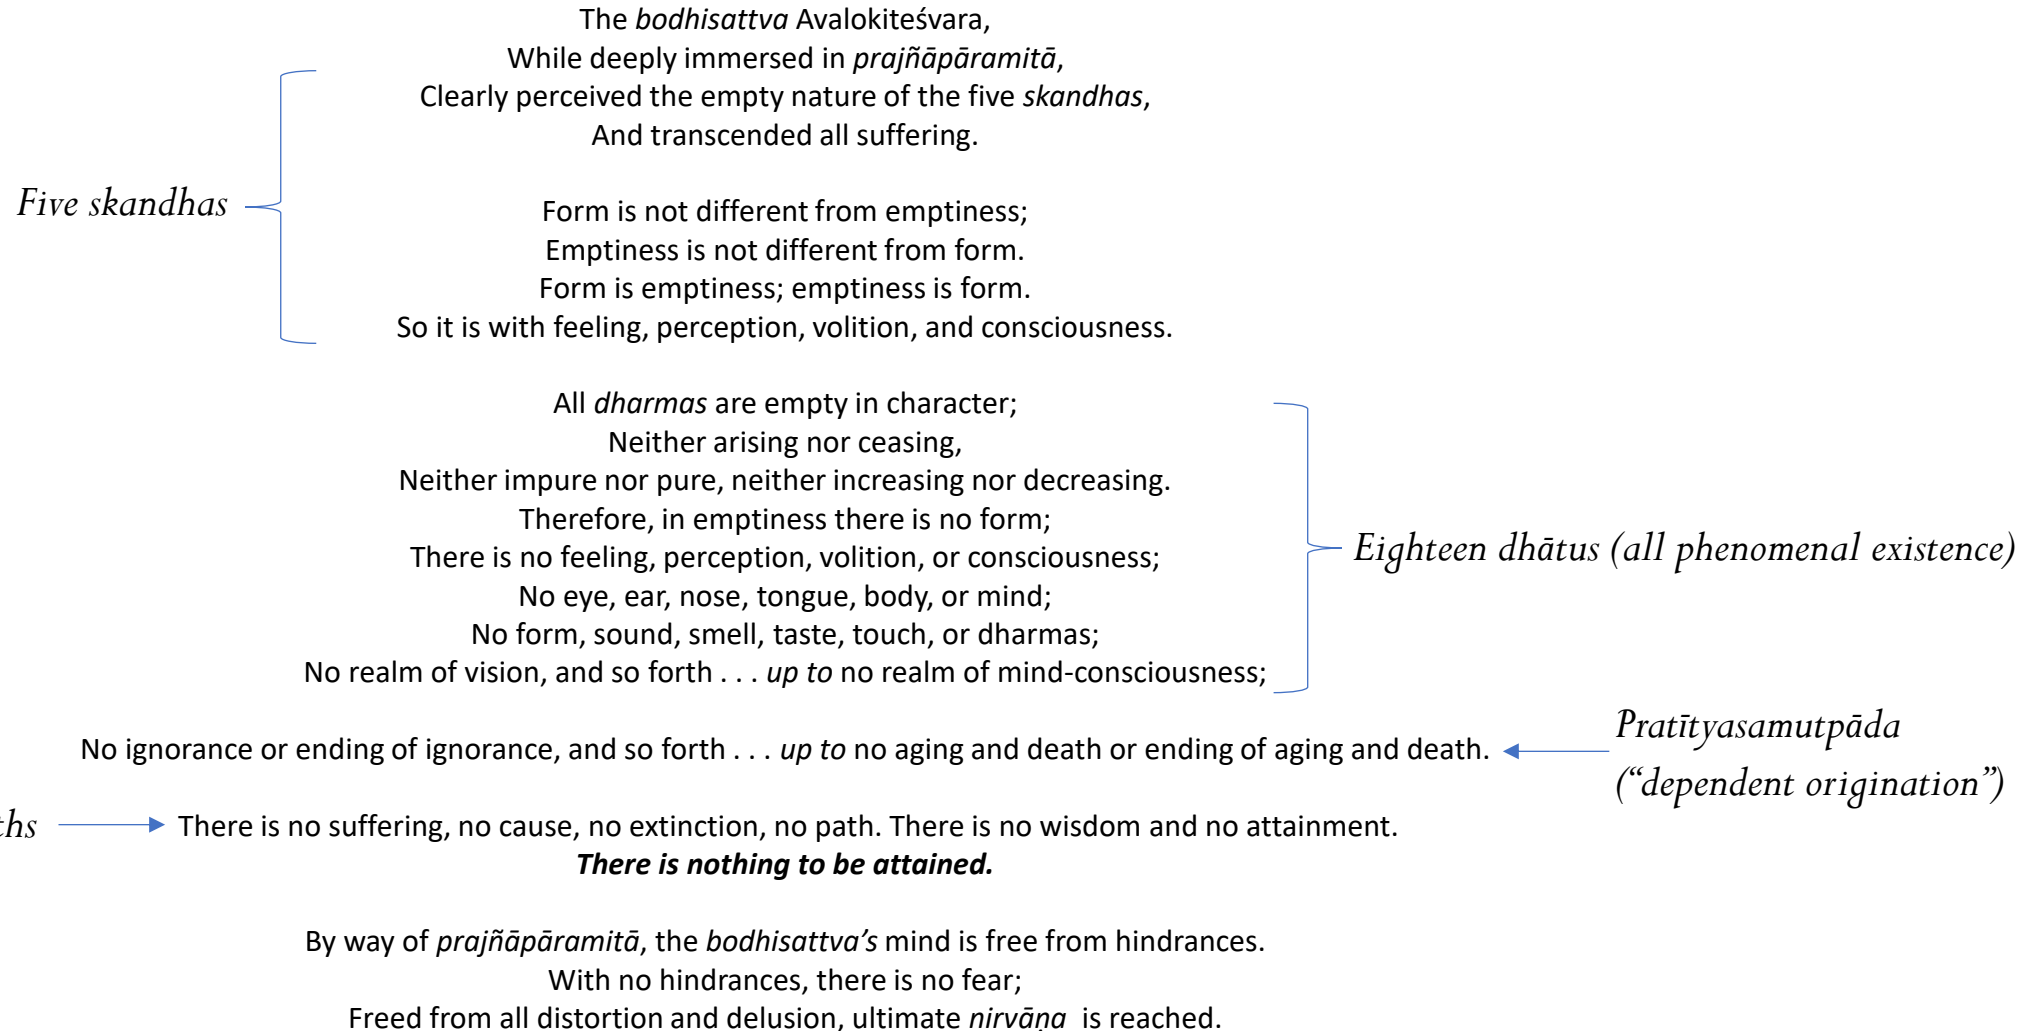 The bodhisattva Avalokiteśvara,
While deeply immersed in prajñāpāramitā,
Clearly perceived the empty nature of the five skandhas,
And transcended all suffering.
Five skandhas
Form is not different from emptiness;
Emptiness is not different from form.
Form is emptiness; emptiness is form.
So it is with feeling, perception, volition, and consciousness.
All dharmas are empty in character;
Neither arising nor ceasing,
Neither impure nor pure, neither increasing nor decreasing.
Therefore, in emptiness there is no form;
There is no feeling, perception, volition, or consciousness;
Eighteen dhātus (all phenomenal existence)
No eye, ear, nose, tongue, body, or mind;
No form, sound, smell, taste, touch, or dharmas;
No realm of vision, and so forth . . . up to no realm of mind-consciousness;
No ignorance or ending of ignorance, and so forth . . . up to no aging and death or ending of aging and death.
Pratītyasamutpāda
(“dependent origination”)
There is no suffering, no cause, no extinction, no path. There is no wisdom and no attainment.
There is nothing to be attained.
By way of prajñāpāramitā, the bodhisattva’s mind is free from hindrances.
With no hindrances, there is no fear;
Freed from all distortion and delusion, ultimate nirvāṇa is reached.